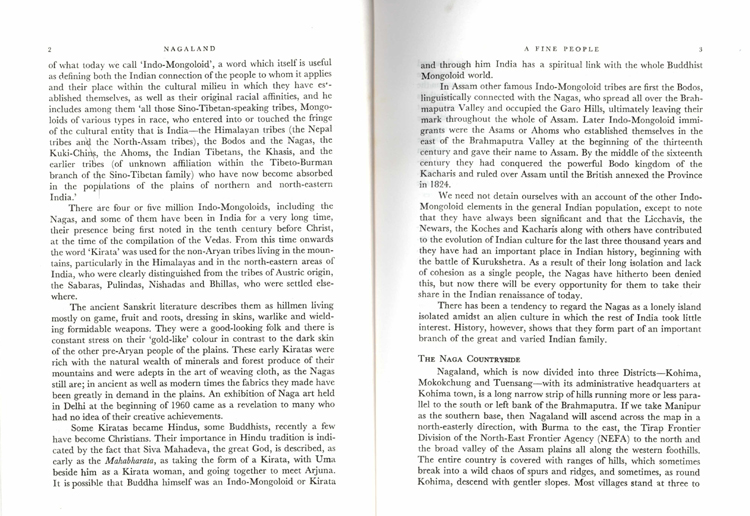 2
NAGALAND
of what today we call 'Indo-Mongoloid', a word which itself is useful
as defining both the Indian connection of the people to whom it applies
and their place within the cultural milieu in which they have es'-
ablished themselves, as well as their original racial affinities, and he
includes among them 'all those Sino-Tibetan-speaking tribes, Mongo-
loids of various types in race, who entered into or touched the fringe
of the cultural entity that is India—the Himalayan tribes (the Nepal
tribes and the North-Assam tribes), the Bodos and the Nagas, the
Kuki-Chins, the Ahoms, the Indian Tibetans, the Khasis, and the
earlier tribes (of unknown affiliation within the Tibeto-Burman
branch of the Sino-Tibetan family) who have now become absorbed
in the populations of the plains of northern and north-eastern
India.'
There are four or five million Indo-Mongoloids, including the
Nagas, and some of them have been in India for a very long time,
their presence being first noted in the tenth century before Christ,
at the time of the compilation of the Vedas. From this time onwards
the word 'Kirata' was used for the non-Aryan tribes living in the moun-
tains, particularly in the Himalayas and in the north-eastern areas of
India, who were clearly distinguished from the tribes of Austric origin,
the Sabaras, Pulindas, Nishadas and Bhillas, who were settled else-
where.
The ancient Sanskrit literature describes them as hillmen living
mostly on game, fruit and roots, dressing in skins, warlike and wield-
ing formidable weapons. They were a good-looking folk and there is
constant stress on their 'gold-like' colour in contrast to the dark skin
of the other pre-Aryan people of the plains. These early Kiratas were
rich with the natural wealth of minerals and forest produce of their
mountains and were adepts in the art of weaving cloth, as the Nagas
still are; in ancient as well as modern times the fabrics they made have
been greatly in demand in the plains. An exhibition of Naga art held
in Delhi at the beginning of 1960 came as a revelation to many who
had no idea of their creative achievements.
Some Kiratas became Hindus, some Buddhists, recently a few
have become Christians. Their importance in Hindu tradition is indi-
cated by the fact that Siva Mahadeva, the great God, is described, as
early as the Mahabharata, as taking the form of a Kirata, with Uma
beside him as a Kirata woman, and going together to meet Arjuna.
It is possible that Buddha himself was an Indo-Mongoloid or Kirata
A FINE PEOPLE
3
and through him India has a spiritual link with the whole Buddhist
Mongoloid world.
In Assam other famous Indo-Mongoloid tribes are first the Bodos,
linguistically connected with the Nagas, who spread all over the Brah-
maputra Valley and occupied the Garo Hills, ultimately leaving their
mark throughout the whole of Assam. Later Indo-Mongoloid immi-
grants were the Asams or Ahoms who established themselves in the
east of the Brahmaputra Valley at the beginning of the thirteenth
century and gave their name to Assam. By the middle of the sixteenth
century they had conquered the powerful Bodo kingdom of the
Kacharis and ruled over Assam until the British annexed the Province
in 1824.
We need not detain ourselves with an account of the other Indo-
Mongoloid elements in the general Indian population, except to note
that they have always been significant and that the Licchavis, the
Newars, the Koches and Kacharis along with others have contributed
to the evolution of Indian culture for the last three thousand years and
they have had an important place in Indian history, beginning with
the battle of Kurukshetra. As a result of their long isolation and lack
of cohesion as a single people, the Nagas have hitherto been denied
this, but now there will be every opportunity for them to take their
share in the Indian renaissance of today.
There has been a tendency to regard the Nagas as a lonely island
isolated amidst an alien culture in which the rest of India took little
interest. History, however, shows that they form part of an important
branch of the great and varied Indian family.
THE NAGA COUNTRYSIDE
Nagaland, which is now divided into three Districts—Kohima,
Mokokchung and Tuensang—with its administrative headquarters at
Kohima town, is a long narrow strip of hills running more or less para-
llel to the south or left bank of the Brahmaputra. If we take Manipur
as the southern base, then Nagaland will ascend across the map in a
north-easterly direction, with Burma to the east, the Tirap Frontier
Division of the North-East Frontier Agency (NEFA) to the north and
the broad valley of the Assam plains all along the western foothills.
The entire country is covered with ranges of hills, which sometimes
break into a wild chaos of spurs and ridges, and sometimes, as round
Kohima, descend with gentler slopes. Most villages stand at three to